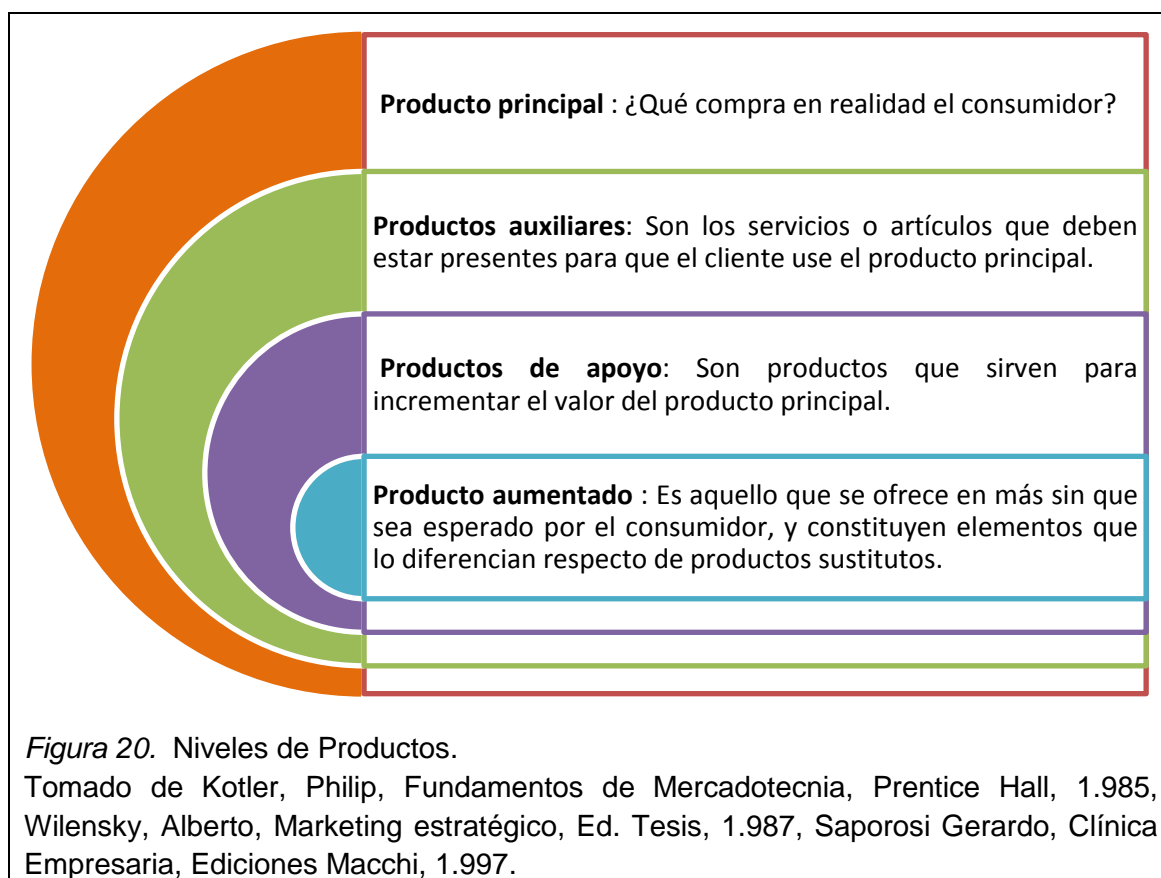 Producto principal : ¿Qué compra en realidad el consumidor?
Productos auxiliares: Son los servicios o artículos que deben
estar presentes para que el cliente use el producto principal.
Productos de apoyo: Son productos que sirven para
incrementar el valor del producto principal.
Producto aumentado : Es aquello que se ofrece en más sin que
sea esperado por el consumidor, y constituyen elementos que
lo diferencian respecto de productos sustitutos.
Figura 20. Niveles de Productos.
Tomado de Kotler, Philip, Fundamentos de Mercadotecnia, Prentice Hall, 1.985,
Wilensky, Alberto, Marketing estratégico, Ed. Tesis, 1.987, Saporosi Gerardo, Clínica
Empresaria, Ediciones Macchi, 1.997.